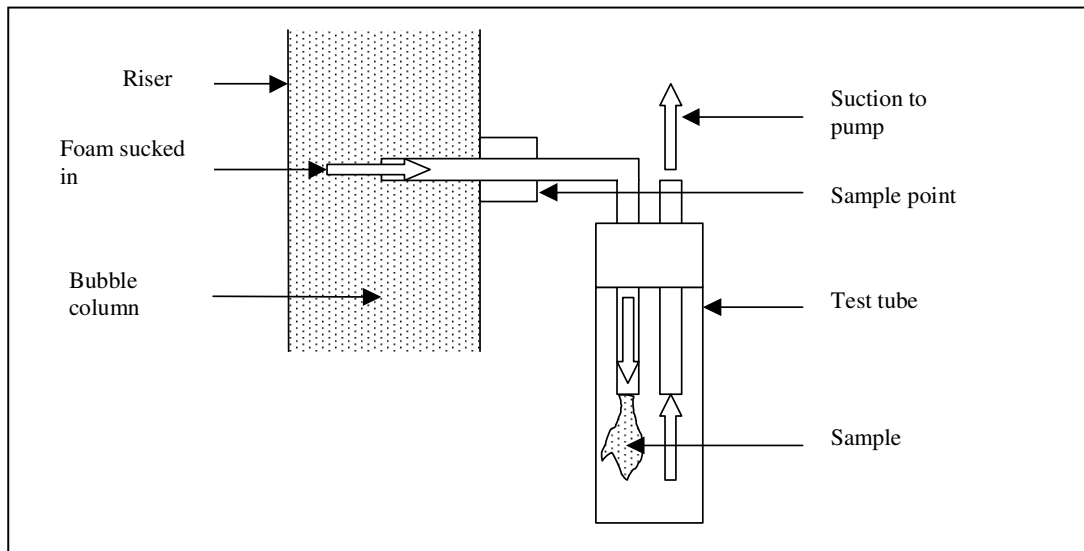 Riser
Foam sucked
in
Bubble
column
Suction to
pump
Sample point
Test tube
Sample